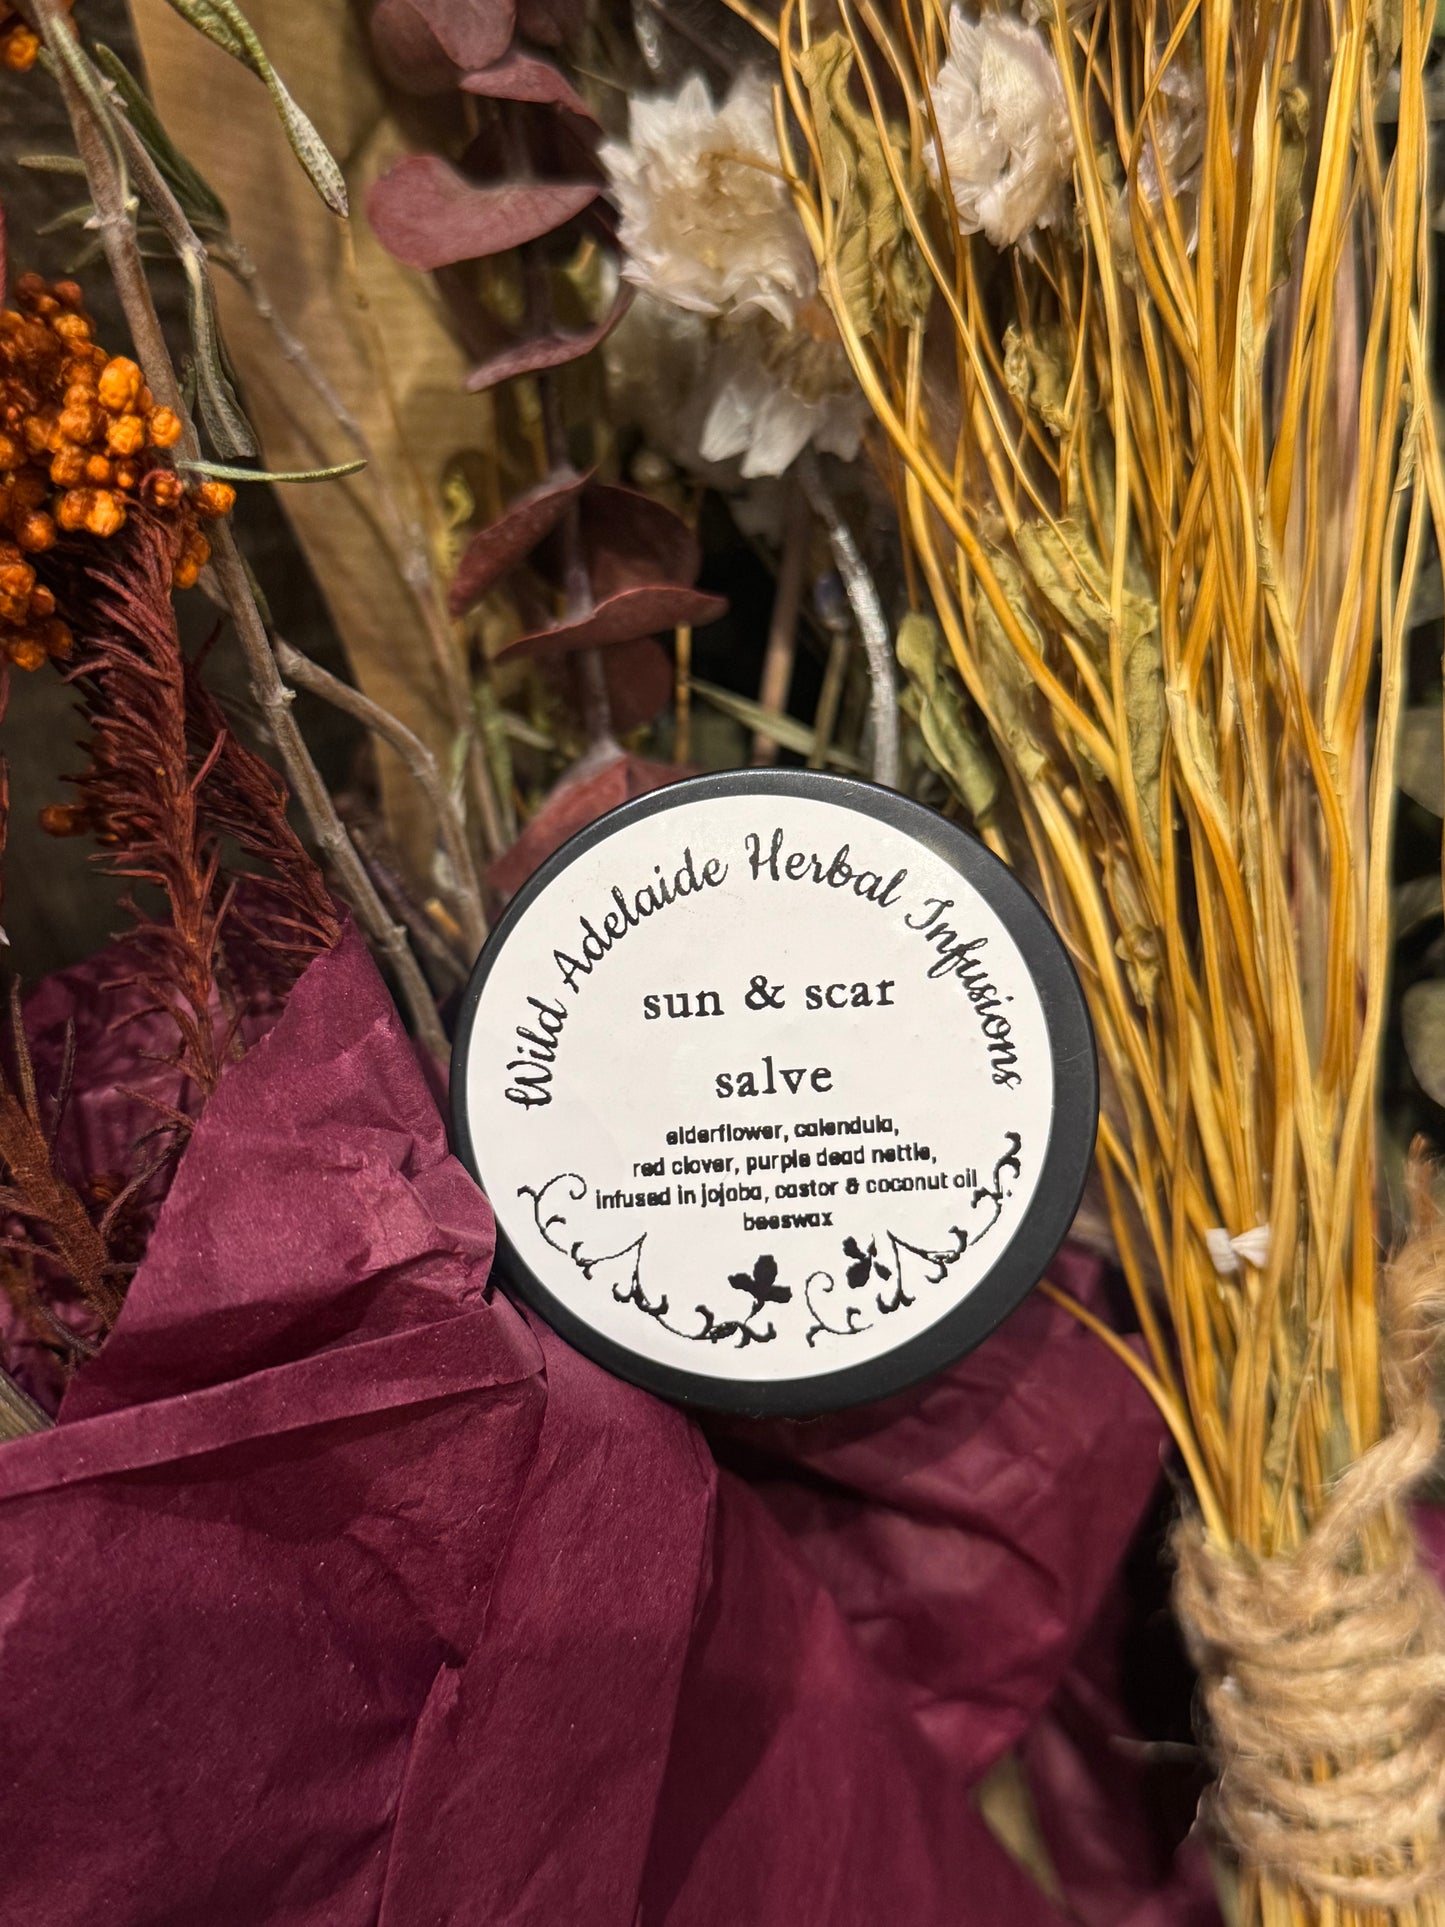 Wild Adelaide Herbal Infusions
sun & scar
salve
elderflower, calendula,
red clover, purple dead nettle,
infused in jojoba, castor & coconut oil
beeswax